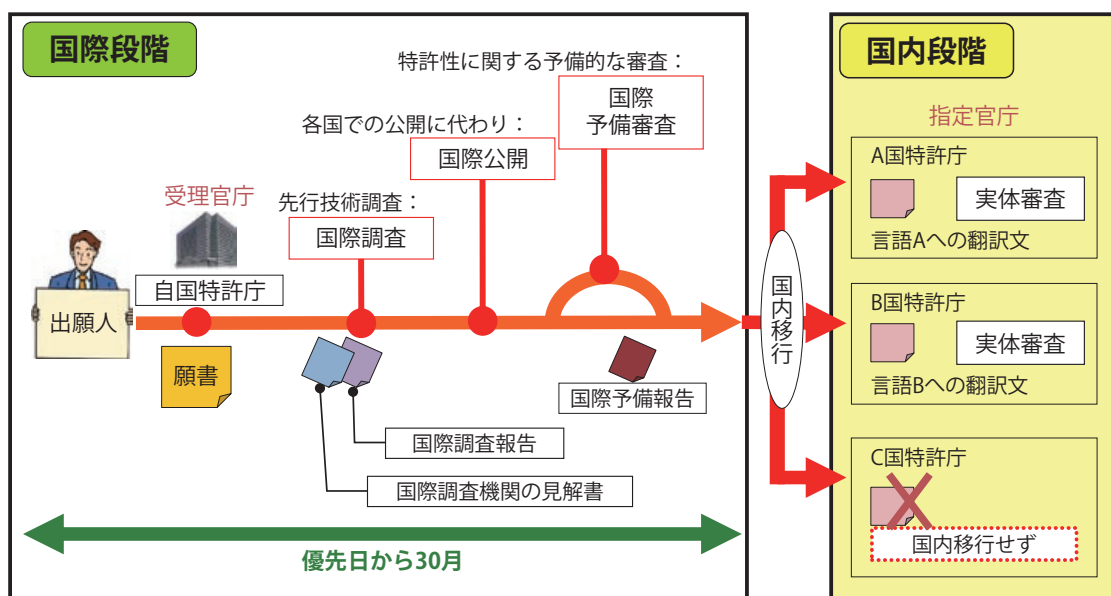 国際段階
特許性に関する予備的な審査：
国際
予備審査
各国での公開に代わり：
国際公開
受理官庁
先行技術調査：
国際調査
自国特許庁
出願人
願書
国際予備報告
国際調査報告
国際調査機関の見解書
優先日から30月
国内移行
国内段階
指定官庁
A国特許庁
実体審査
言語Aへの翻訳文
B国特許庁
実体審査
言語Bへの翻訳文
C国特許庁
国内移行せず